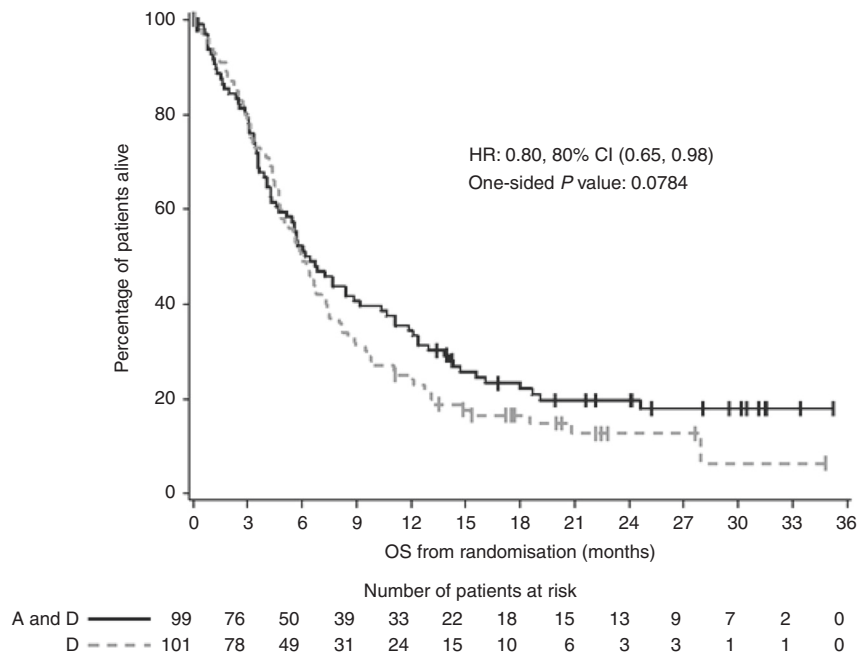 100
80
60
40
20
0
Percentage of patients alive
HR: 0.80, 80% CI (0.65, 0.98)
One-sided P value: 0.0784
0 3 6 9 12 15 18 21 24 27 30 33 36
OS from randomisation (months)
Number of patients at risk
A and D 99 76 50 39 33 22 18 15 13 9 7 2 0
D 101 78 49 31 24 15 10 6 3 3 1 1 0